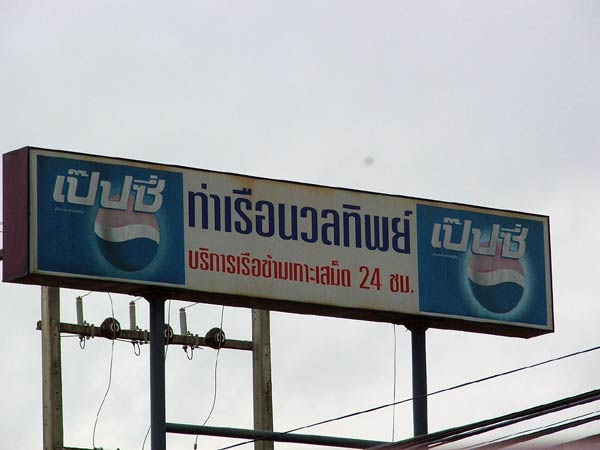 เป๊ปซี่
ท่าเรือนวลทิพย์
บริการเรือข้ามเกาะเสม็ด 24 ชม.
เป๊ปซี่